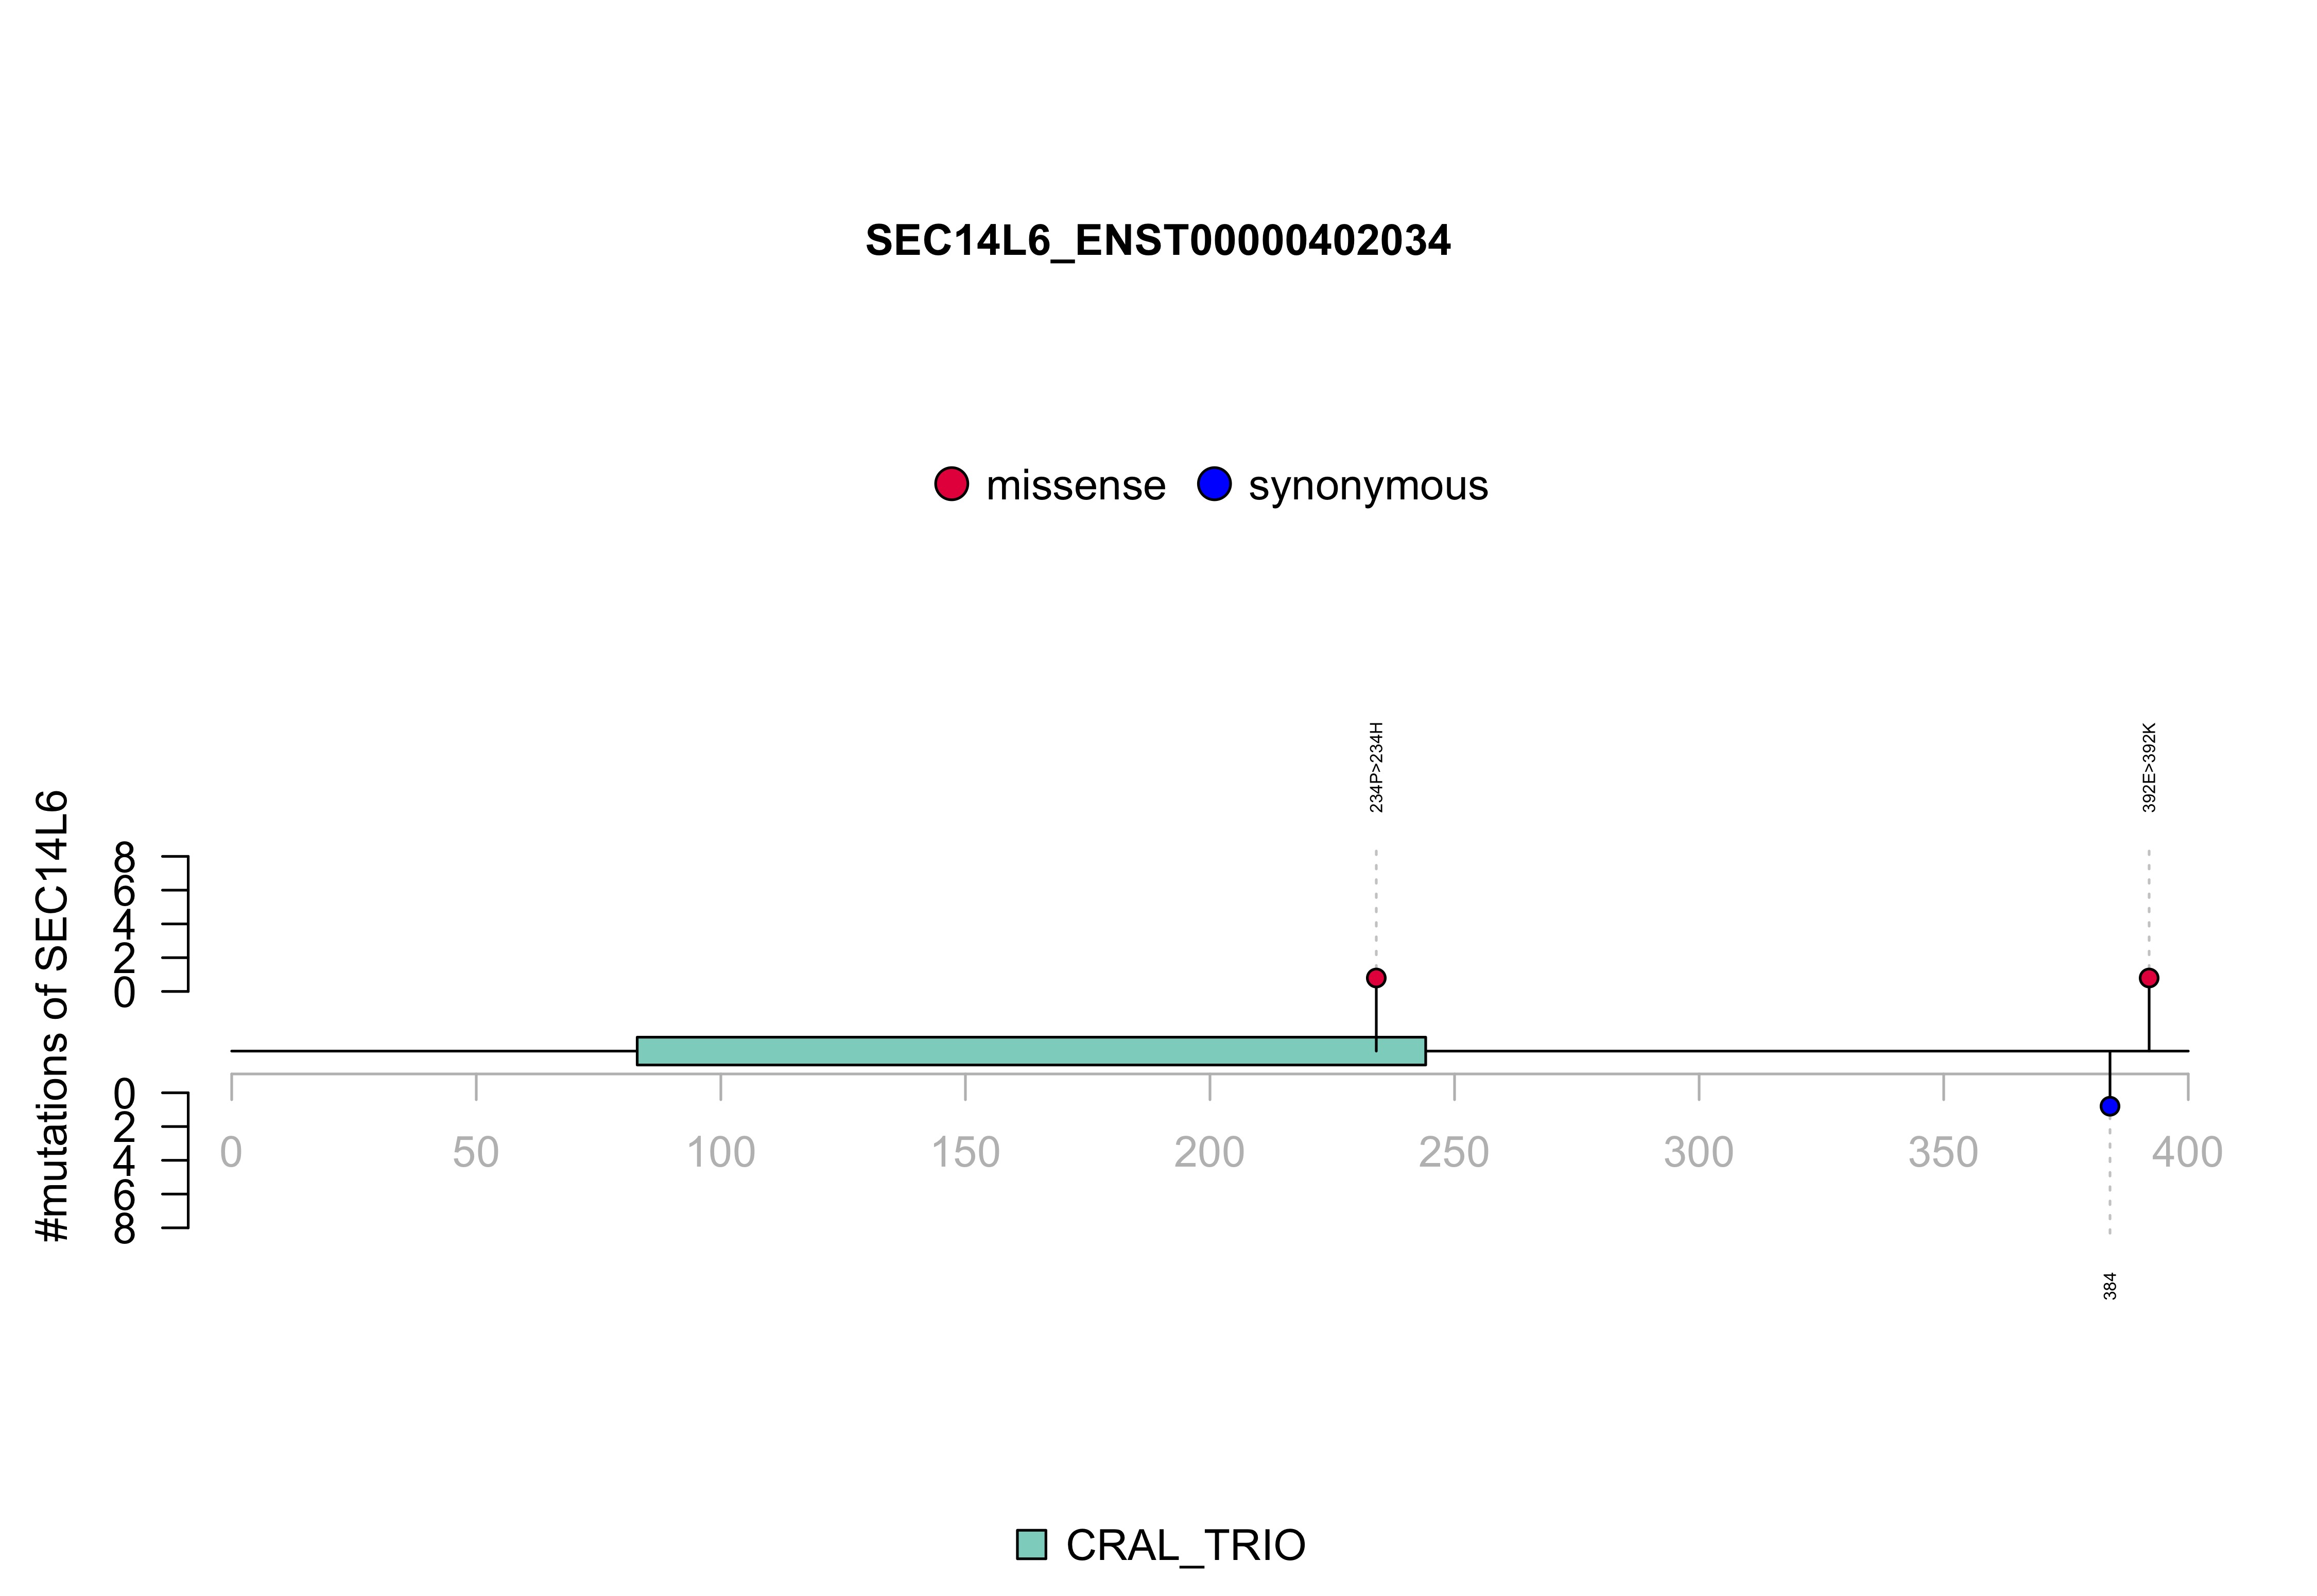 SEC14L6_ENST00000402034
missense synonymous
234P>234H
392E>392K
#mutations of SEC14L6
8
6
4
2
0
0
2
4
6
8
0 50 100 150 200 250 300 350 400
384
CRAL_TRIO